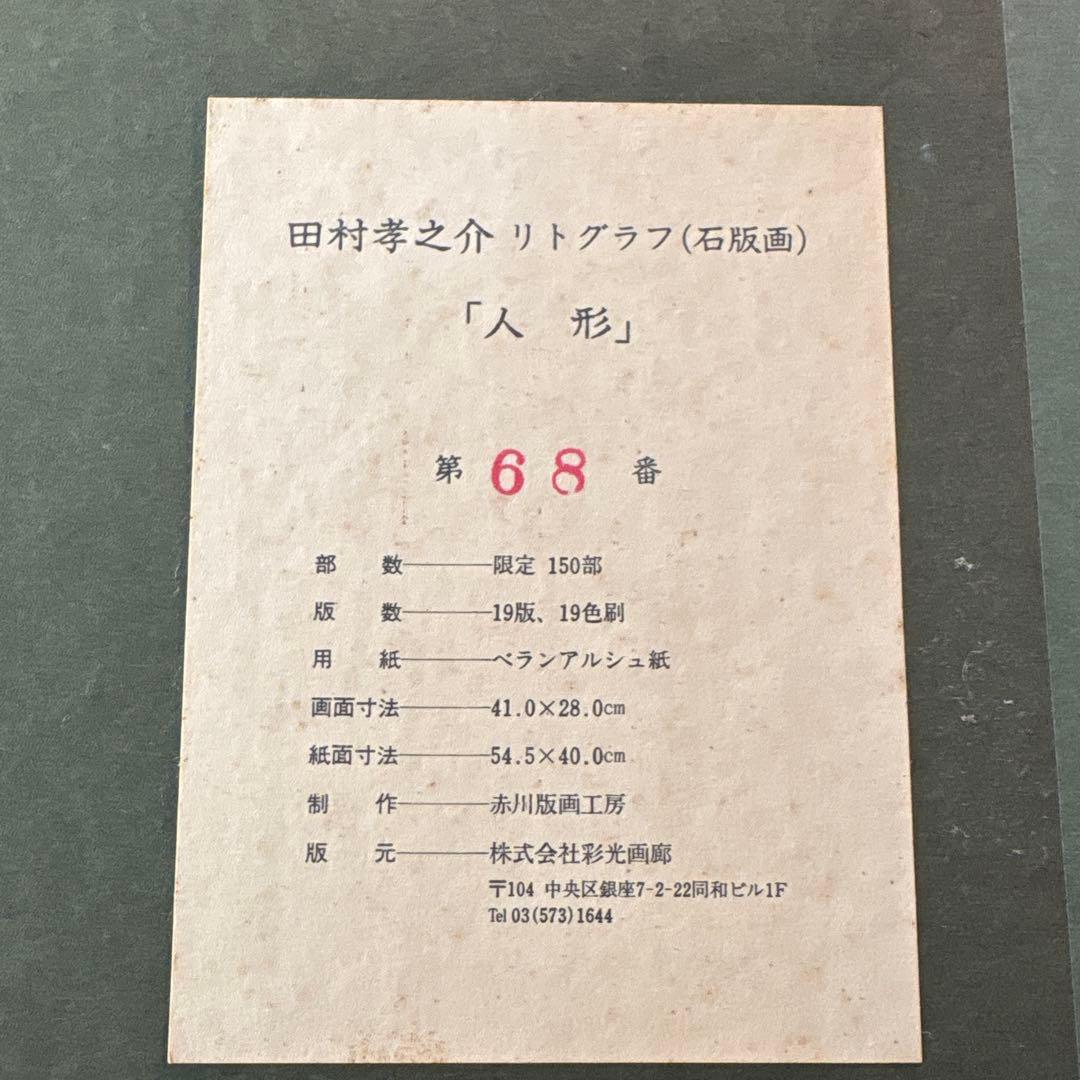 田村孝之介 リトグラフ(石版画)
「人 形」
第 68 番
部 数――――限定 150部
版 数――――19版、19色刷
用 紙――――ベランアルシュ紙
画面寸法――――41.0×28.0cm
紙面寸法――――54.5×40.0cm
制 作――――赤川版画工房
版 元――――株式会社彩光画廊
〒104 中央区銀座7-2-22同和ビル1F
Tel 03(573)1644